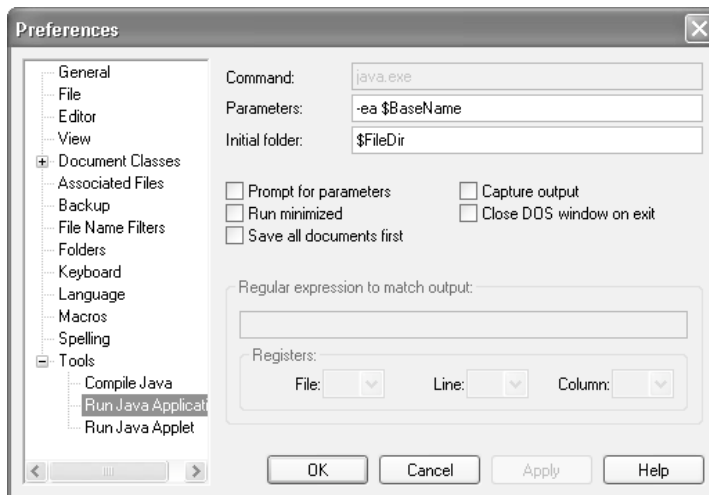 Preferences
General
File
Editor
View
Document Classes
Associated Files
Backup
File Name Filters
Folders
Keyboard
Language
Macros
Spelling
Tools
Compile Java
Run Java Applicati
Run Java Applet
Command: java.exe
Parameters: -ea $BaseName
Initial folder: $FileDir
Prompt for parameters Capture output
Run minimized Close DOS window on exit
Save all documents first
Regular expression to match output:
Registers:
File: Line: Column:
OK Cancel Apply Help